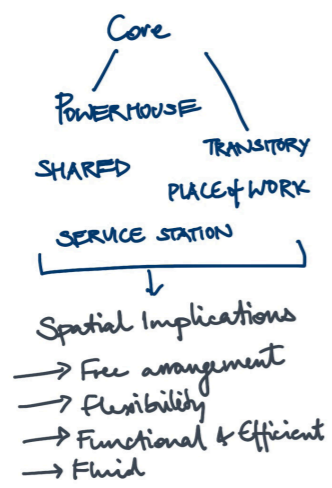 Core
POWERHOUSE
TRANSITORY
SHARED
PLACE of WORK
SERVICE STATION
Spatial Implications
→ Free arrangement
→ Flexibility
→ Functional & Efficient
→ Fluid